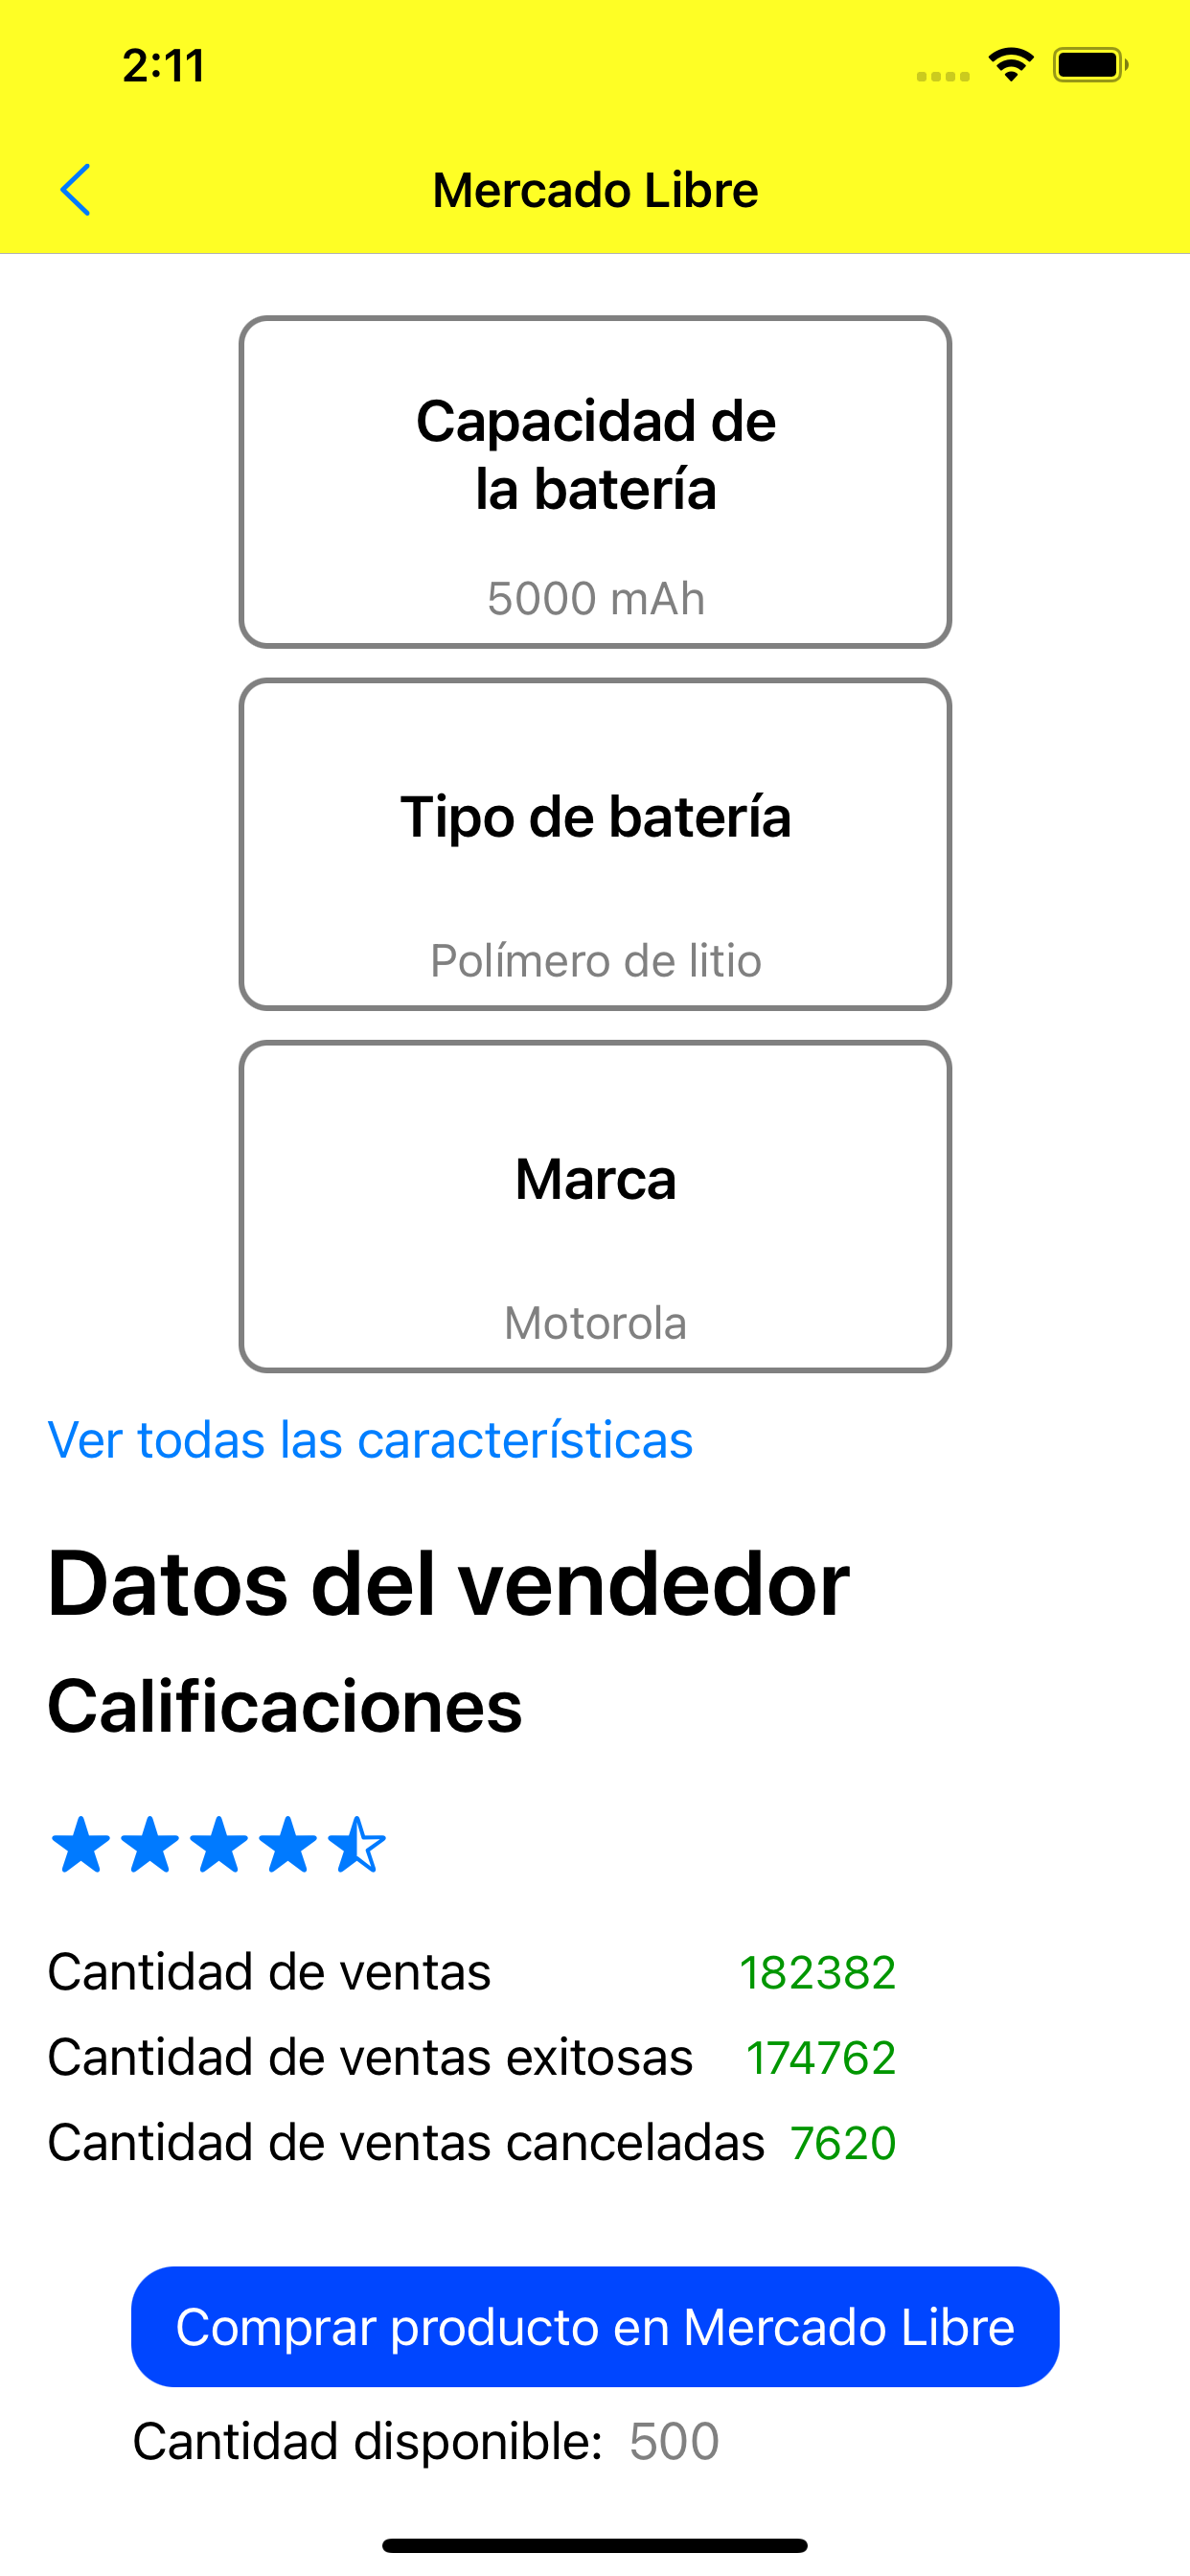 2:11
Mercado Libre
Capacidad de
la batería
5000 mAh
Tipo de batería
Polímero de litio
Marca
Motorola
Ver todas las características
Datos del vendedor
Calificaciones
Cantidad de ventas 182382
Cantidad de ventas exitosas 174762
Cantidad de ventas canceladas 7620
Comprar producto en Mercado Libre
Cantidad disponible: 500